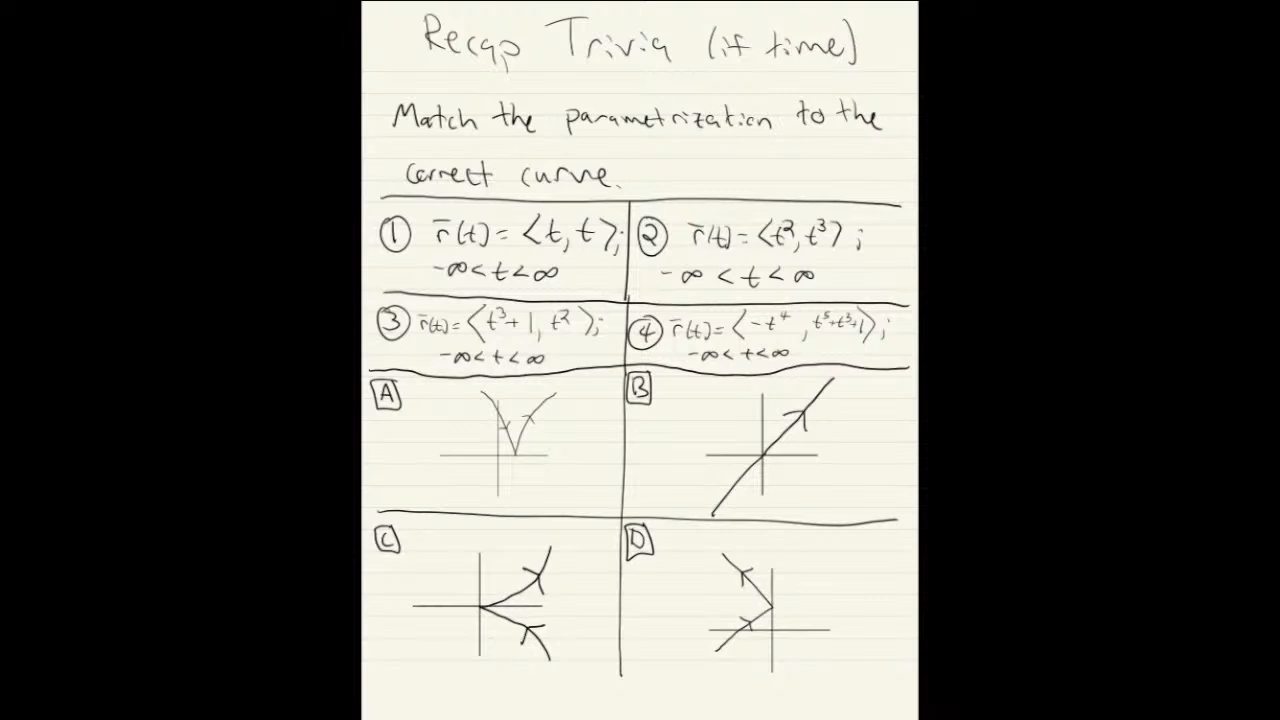 Recap Trivia (if time)
Match the parametrization to the
correct curve.
① r̄(t) = <t, t>;
-∞ < t < ∞
② r̄(t) = <t², t³>;
-∞ < t < ∞
③ r̄(t) = <t³+1, t²>;
-∞ < t < ∞
④ r̄(t) = <-t⁴, t⁵+t³+1>;
-∞ < t < ∞
A
B
C
D